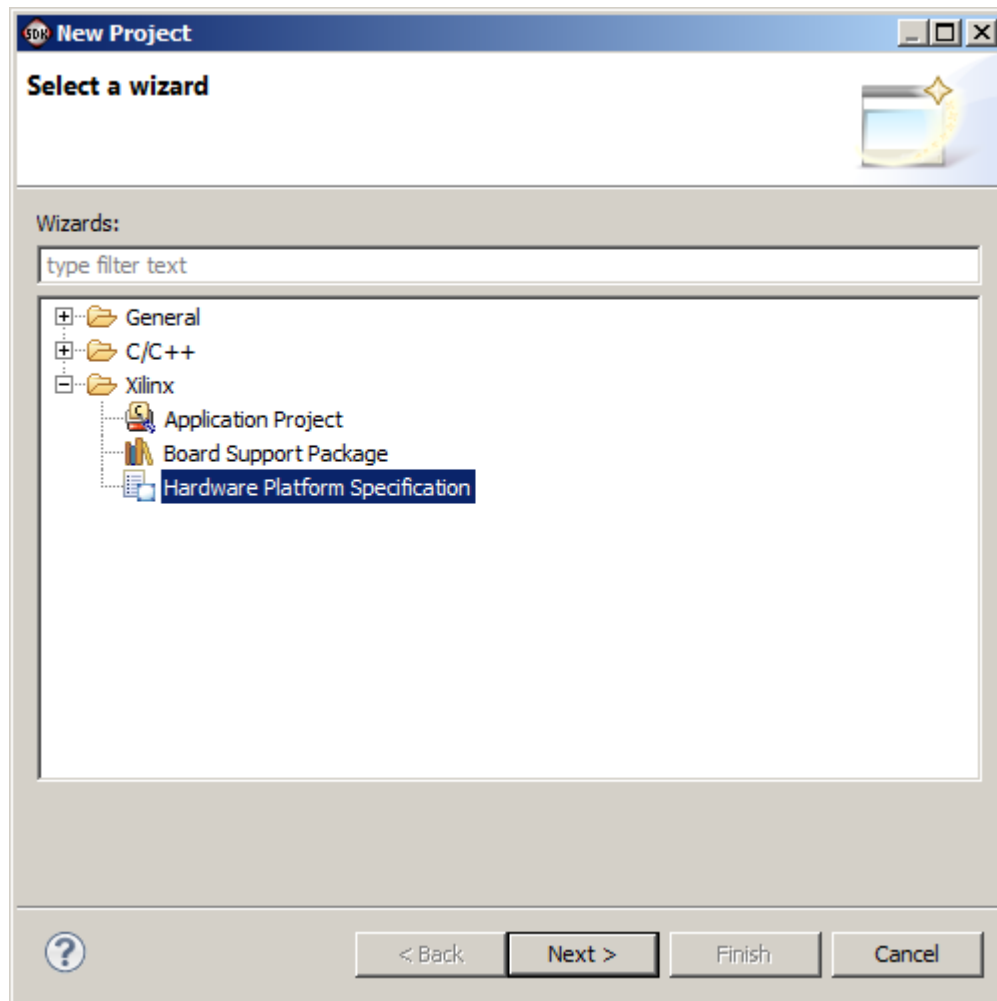 SDK New Project
Select a wizard
Wizards:
type filter text
General
C/C++
Xilinx
Application Project
Board Support Package
Hardware Platform Specification
? < Back Next > Finish Cancel